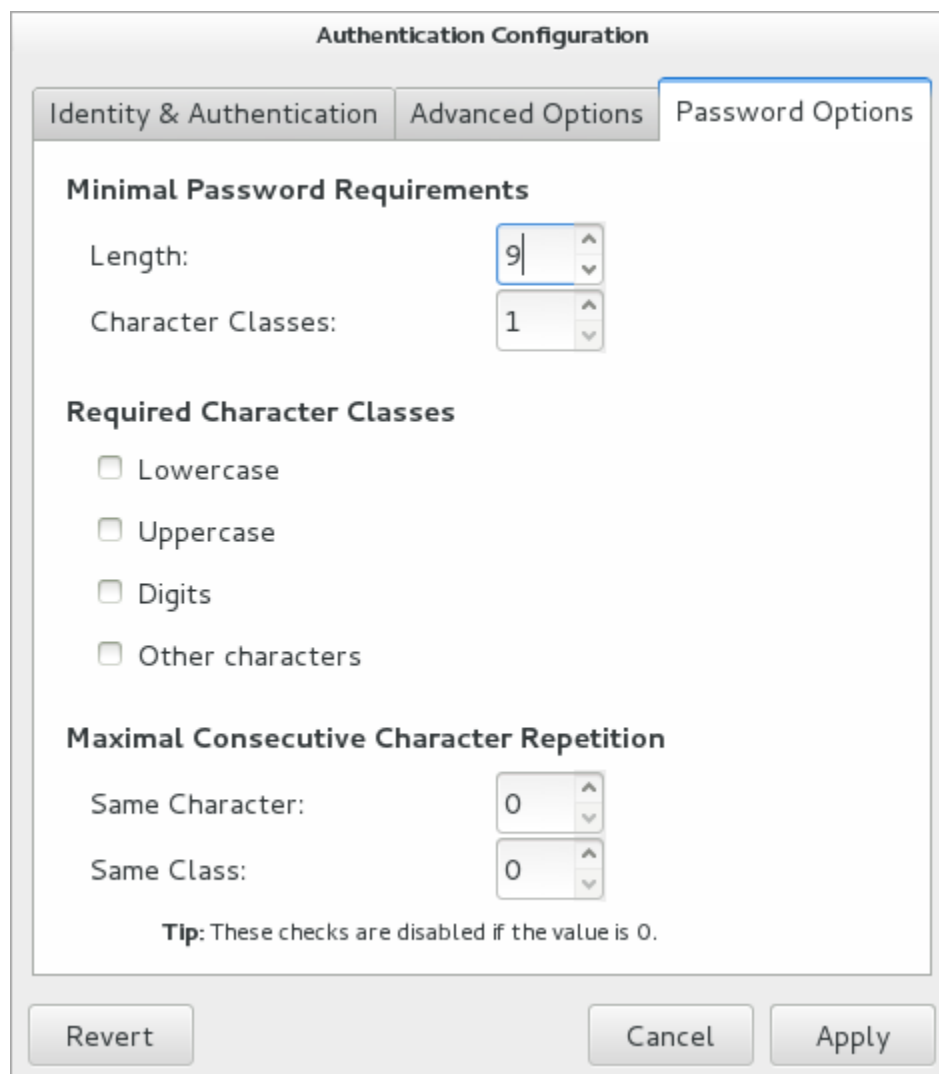 Authentication Configuration
Identity & Authentication Advanced Options Password Options
Minimal Password Requirements
Length: 9
Character Classes: 1
Required Character Classes
Lowercase
Uppercase
Digits
Other characters
Maximal Consecutive Character Repetition
Same Character: 0
Same Class: 0
Tip: These checks are disabled if the value is 0.
Revert Cancel Apply